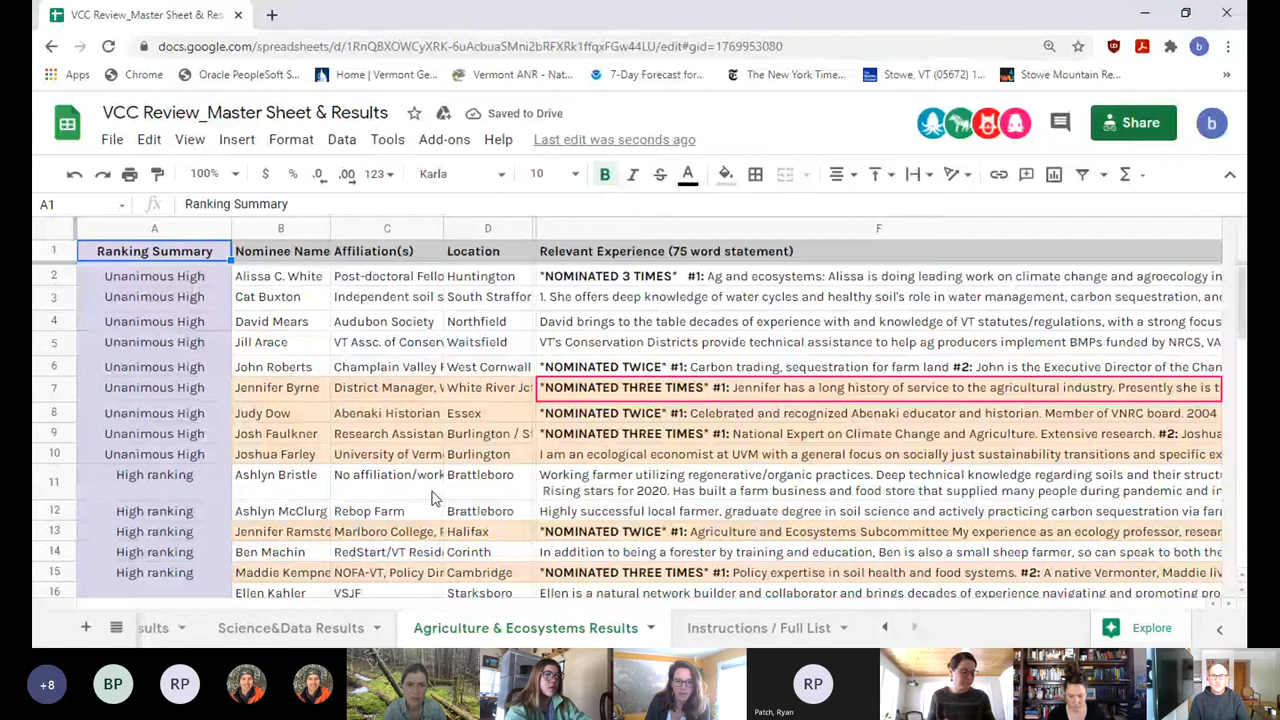 VCC Review_Master Sheet & Res
docs.google.com/spreadsheets/d/1RnQBXOWCyXRK-6uAcbuaSMni2bRFXRk1ffqxFGw44LU/edit#gid=1769953080
b
Apps Chrome Oracle PeopleSoft S... Home | Vermont Ge... Vermont ANR - Nat... 7-Day Forecast for... The New York Time... Stowe, VT (05672) 1... Stowe Mountain Re... »
VCC Review_Master Sheet & Results Saved to Drive
Share b
File Edit View Insert Format Data Tools Add-ons Help Last edit was seconds ago
100% $ % .0 .00 123 Karla 10 B I S A
A1 fx Ranking Summary
A B C D F
1 Ranking Summary Nominee Name Affiliation(s) Location Relevant Experience (75 word statement)
2 Unanimous High Alissa C. White Post-doctoral Fello Huntington *NOMINATED 3 TIMES* #1: Ag and ecosystems: Alissa is doing leading work on climate change and agroecology in
3 Unanimous High Cat Buxton Independent soil s South Straffor 1. She offers deep knowledge of water cycles and healthy soil's role in water management, carbon sequestration, and
4 Unanimous High David Mears Audubon Society Northfield David brings to the table decades of experience with and knowledge of VT statutes/regulations, with a strong focus
5 Unanimous High Jill Arace VT Assc. of Conser Waitsfield VT's Conservation Districts provide technical assistance to help ag producers implement BMPs funded by NRCS, VA
6 Unanimous High John Roberts Champlain Valley F West Cornwall *NOMINATED TWICE* #1: Carbon trading, sequestration for farm land #2: John is the Executive Director of the Cham
7 Unanimous High Jennifer Byrne District Manager, White River Jc *NOMINATED THREE TIMES* #1: Jennifer has a long history of service to the agricultural industry. Presently she is t
8 Unanimous High Judy Dow Abenaki Historian Essex *NOMINATED TWICE* #1: Celebrated and recognized Abenaki educator and historian. Member of VNRC board. 2004
9 Unanimous High Josh Faulkner Research Assistan Burlington / S *NOMINATED THREE TIMES* #1: National Expert on Climate Change and Agriculture. Extensive research. #2: Joshua
10 Unanimous High Joshua Farley University of Verm Burlington I am an ecological economist at UVM with a general focus on socially just sustainability transitions and specific ex
11 High ranking Ashlyn Bristle No affiliation/work Brattleboro Working farmer utilizing regenerative/organic practices. Deep technical knowledge regarding soils and their structu
Rising stars for 2020. Has built a farm business and food store that supplied many people during pandemic and in
12 High ranking Ashlyn McClurg Rebop Farm Brattleboro Highly successful local farmer. graduate degree in soil science and actively practicing carbon sequestration via far
13 High ranking Jennifer Ramste Marlboro College, Halifax *NOMINATED TWICE* #1: Agriculture and Ecosystems Subcommittee My experience as an ecology professor, resear
14 High ranking Ben Machin RedStart/VT Resid Corinth In addition to being a forester by training and education, Ben is also a small sheep farmer, so can speak to both the
15 High ranking Maddie Kempne NOFA-VT, Policy Dir Cambridge *NOMINATED THREE TIMES* #1: Policy expertise in soil health and food systems. #2: A native Vermonter, Maddie liv
16 Ellen Kahler VSJF Starksboro Ellen is a natural network builder and collaborator and brings decades of experience navigating and promoting pro
sults Science&Data Results Agriculture & Ecosystems Results Instructions / Full List Explore
+8 BP RP RP
Patch, Ryan